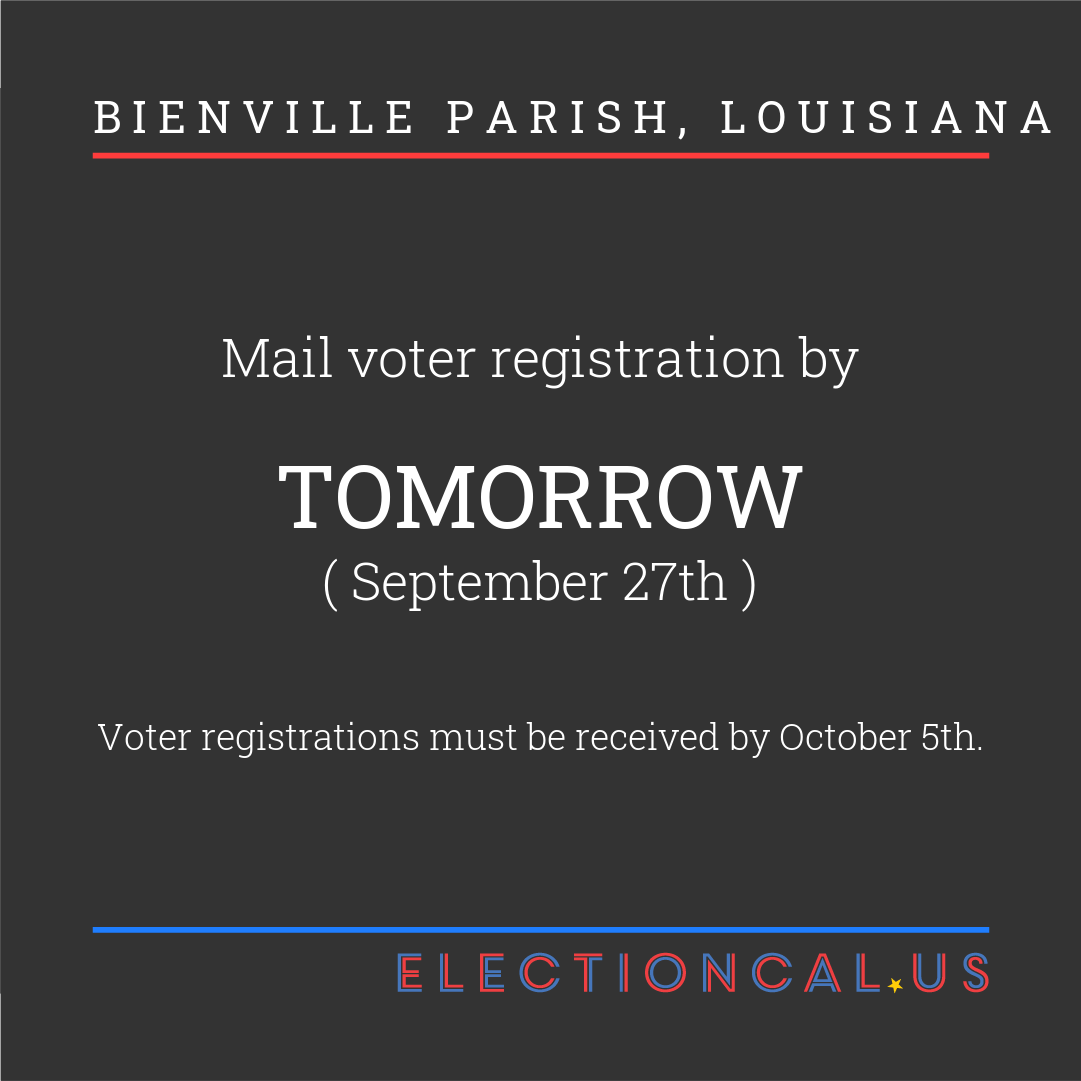 BIENVILLE PARISH, LOUISIANA
Mail voter registration by
TOMORROW
( September 27th )
Voter registrations must be received by October 5th.
ELECTIONCAL.US